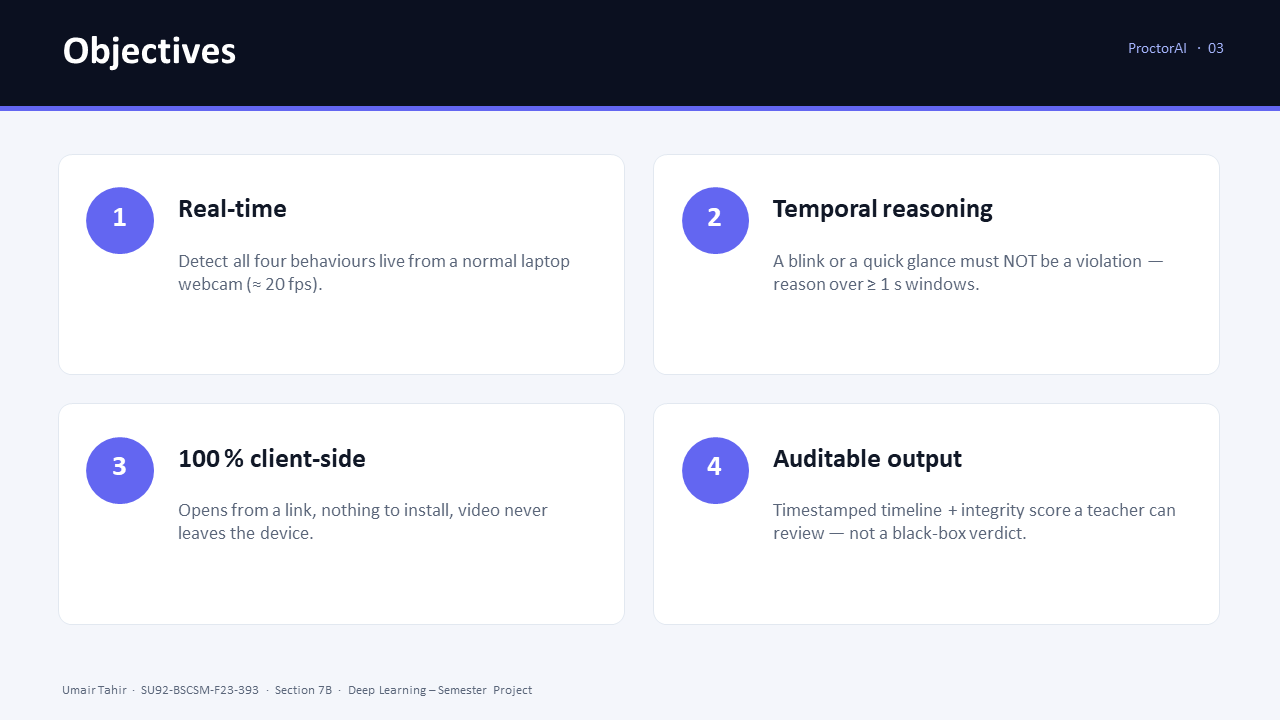 Objectives
ProctorAI · 03
1
Real-time
Detect all four behaviours live from a normal laptop
webcam (≈ 20 fps).
2
Temporal reasoning
A blink or a quick glance must NOT be a violation —
reason over ≥ 1 s windows.
3
100 % client-side
Opens from a link, nothing to install, video never
leaves the device.
4
Auditable output
Timestamped timeline + integrity score a teacher can
review — not a black-box verdict.
Umair Tahir · SU92-BSCSM-F23-393 · Section 7B · Deep Learning – Semester Project